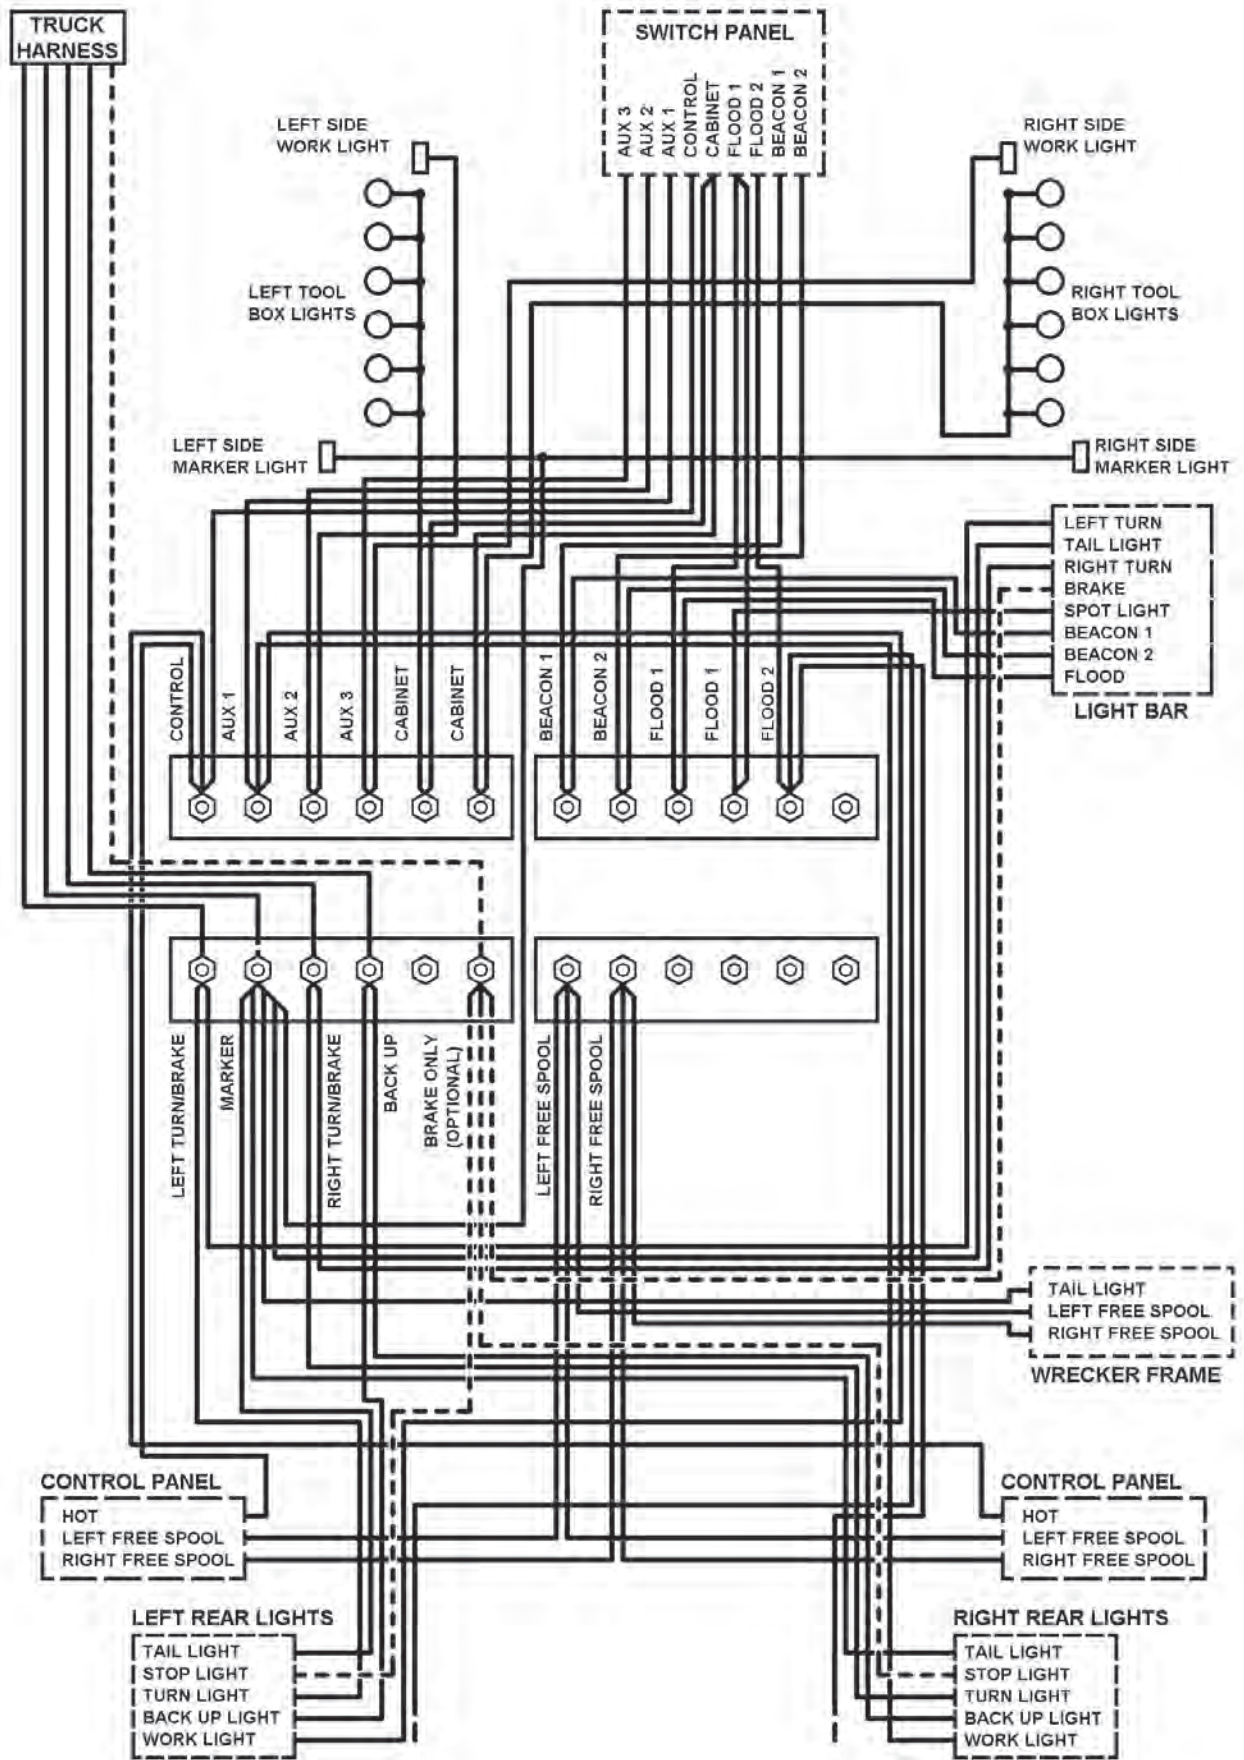 TRUCK
HARNESS
SWITCH PANEL
AUX 3
AUX 2
AUX 1
CONTROL
CABINET
FLOOD 1
FLOOD 2
BEACON 1
BEACON 2
LEFT SIDE
WORK LIGHT
RIGHT SIDE
WORK LIGHT
LEFT TOOL
BOX LIGHTS
RIGHT TOOL
BOX LIGHTS
LEFT SIDE
MARKER LIGHT
RIGHT SIDE
MARKER LIGHT
LEFT TURN
TAIL LIGHT
RIGHT TURN
BRAKE
SPOT LIGHT
BEACON 1
BEACON 2
FLOOD
LIGHT BAR
CONTROL
AUX 1
AUX 2
AUX 3
CABINET
CABINET
BEACON 1
BEACON 2
FLOOD 1
FLOOD 1
FLOOD 2
LEFT TURN/BRAKE
MARKER
RIGHT TURN/BRAKE
BACK UP
BRAKE ONLY
(OPTIONAL)
LEFT FREE SPOOL
RIGHT FREE SPOOL
TAIL LIGHT
LEFT FREE SPOOL
RIGHT FREE SPOOL
WRECKER FRAME
CONTROL PANEL
HOT
LEFT FREE SPOOL
RIGHT FREE SPOOL
CONTROL PANEL
HOT
LEFT FREE SPOOL
RIGHT FREE SPOOL
LEFT REAR LIGHTS
TAIL LIGHT
STOP LIGHT
TURN LIGHT
BACK UP LIGHT
WORK LIGHT
RIGHT REAR LIGHTS
TAIL LIGHT
STOP LIGHT
TURN LIGHT
BACK UP LIGHT
WORK LIGHT